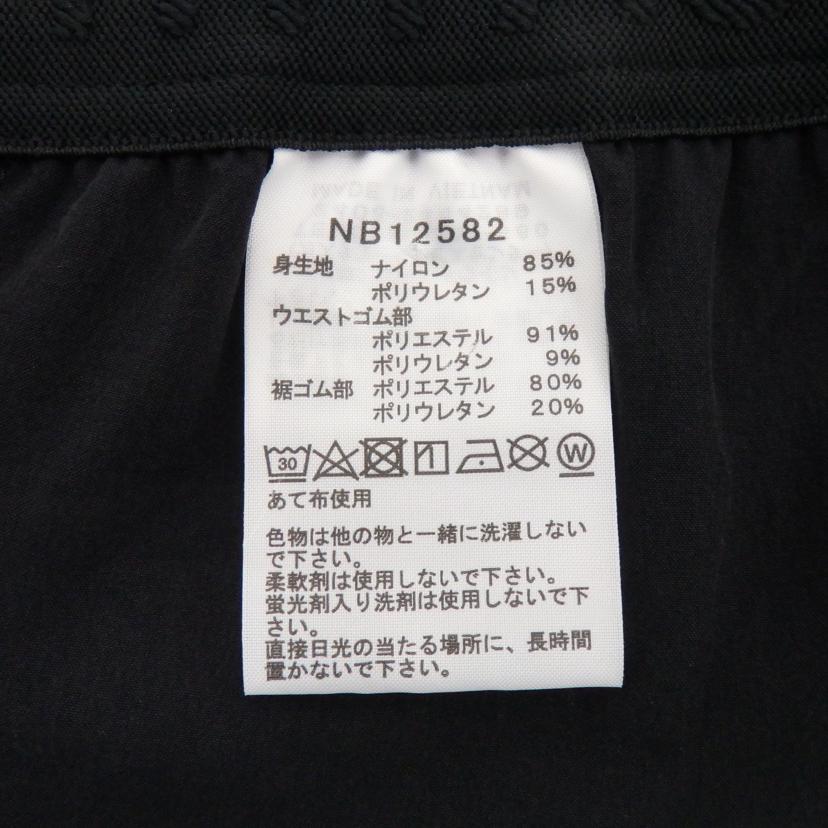 MADE IN VIETNAM
NB12582
身生地 ナイロン 85%
ポリウレタン 15%
ウエストゴム部
ポリエステル 91%
ポリウレタン 9%
裾ゴム部 ポリエステル 80%
ポリウレタン 20%
30 W
あて布使用
色物は他の物と一緒に洗濯しない
で下さい。
柔軟剤は使用しないで下さい。
蛍光剤入り洗剤は使用しないで下
さい。
直接日光の当たる場所に、長時間
置かないで下さい。